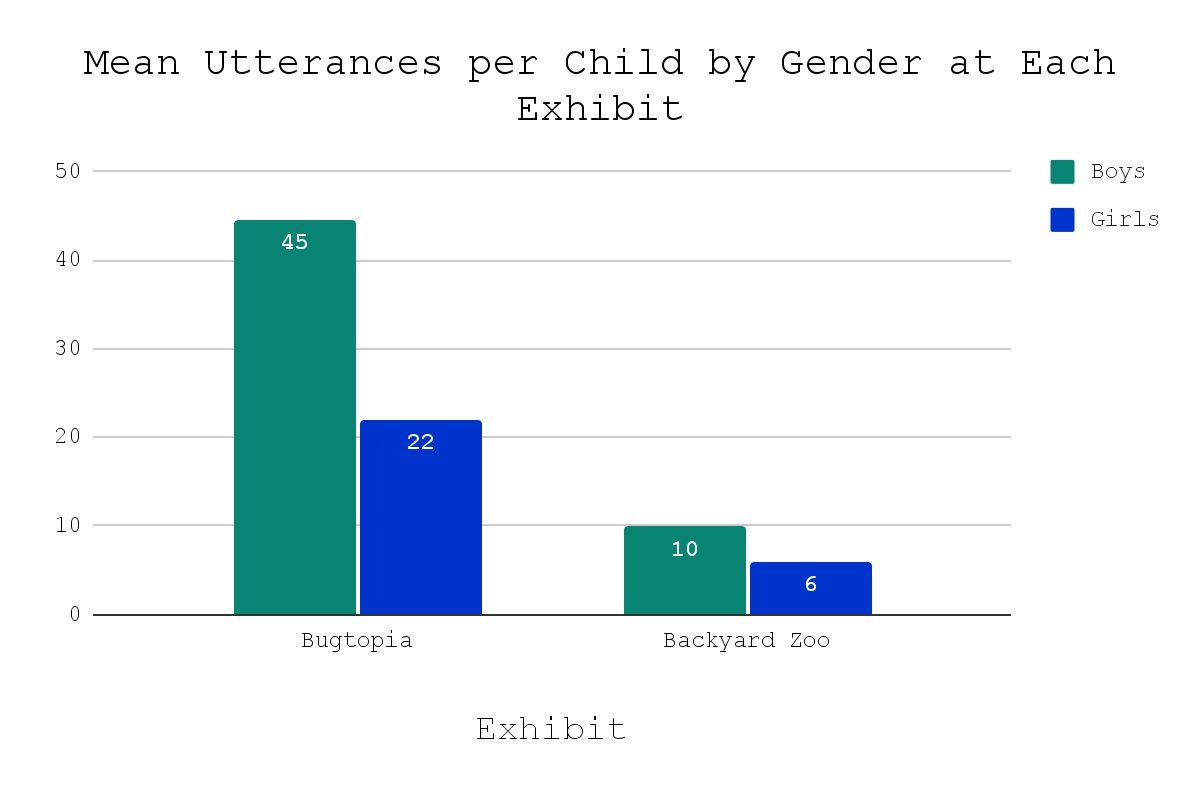 Mean Utterances per Child by Gender at Each
Exhibit
50
40
30
20
10
0
45
22
10
6
Bugtopia
Backyard Zoo
Exhibit
Boys
Girls